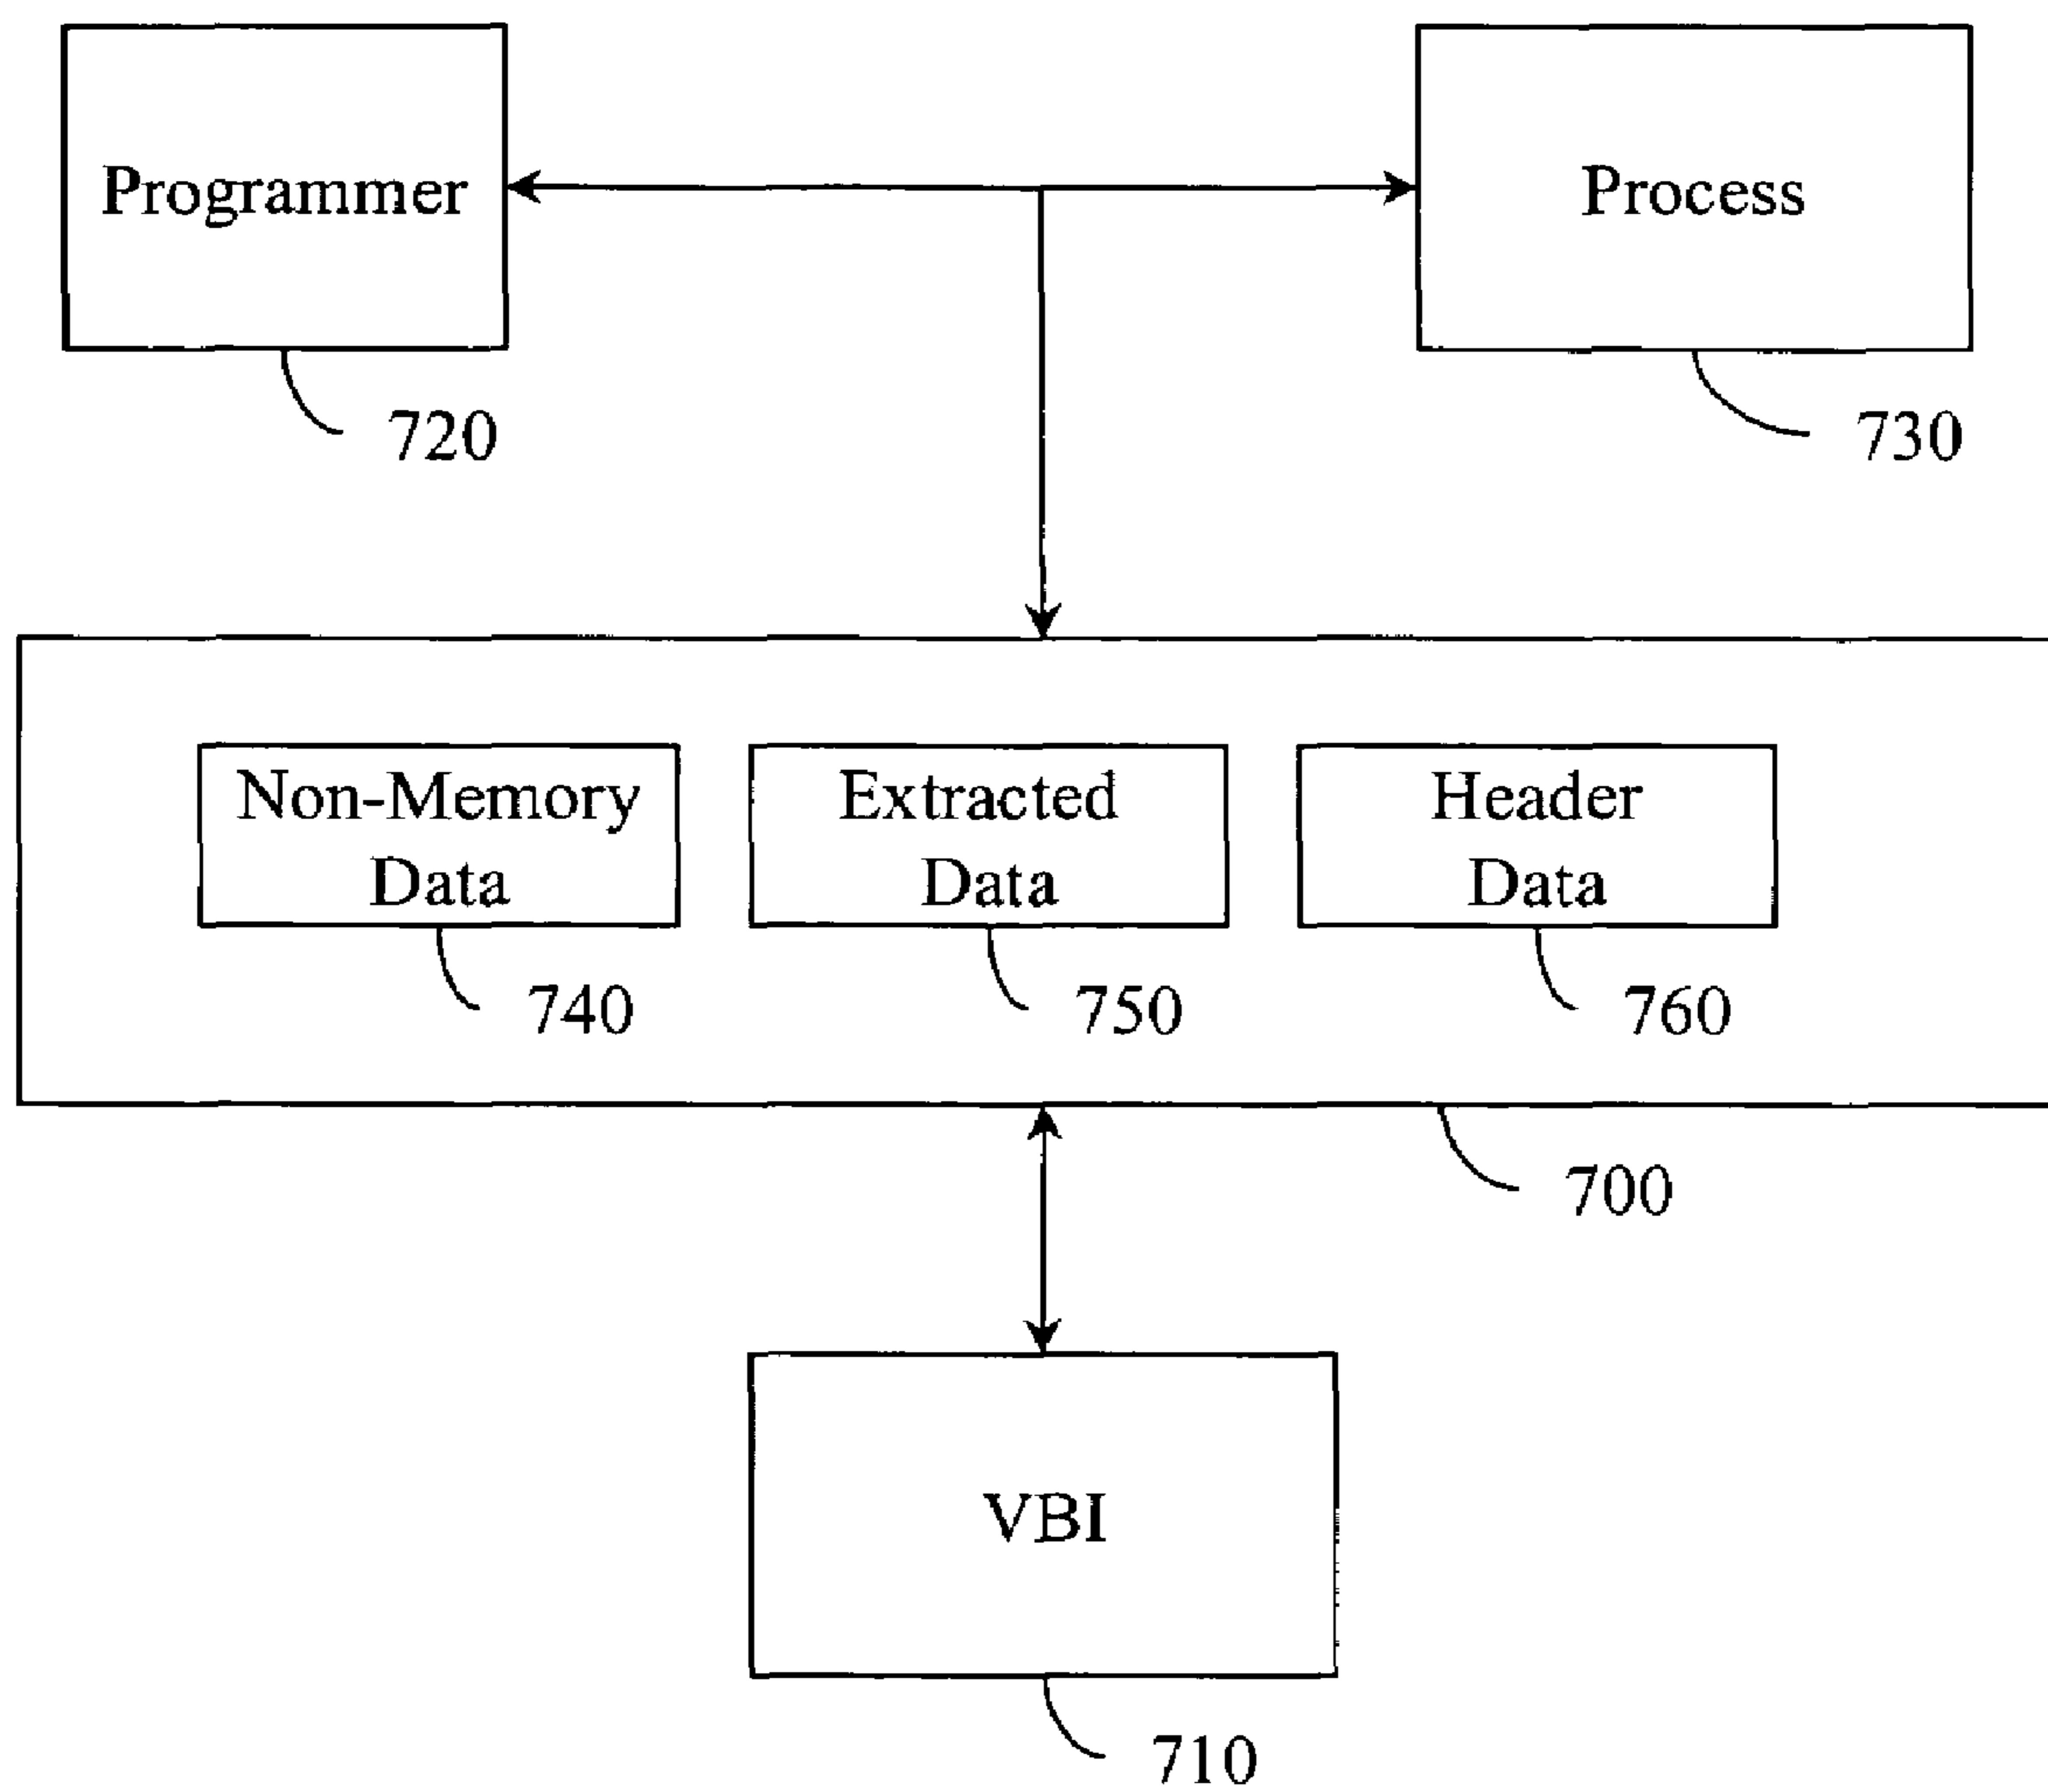 Programmer
Process
720
730
Non-Memory
Data
Extracted
Data
Header
Data
740
750
760
700
VBI
710